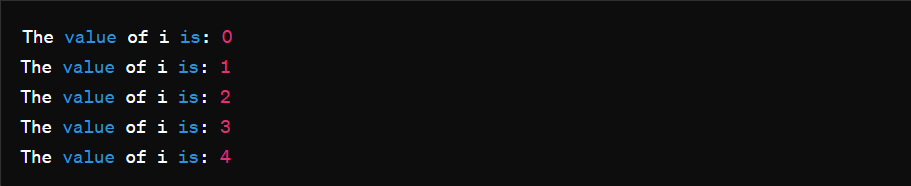 The value of i is: 0
The value of i is: 1
The value of i is: 2
The value of i is: 3
The value of i is: 4